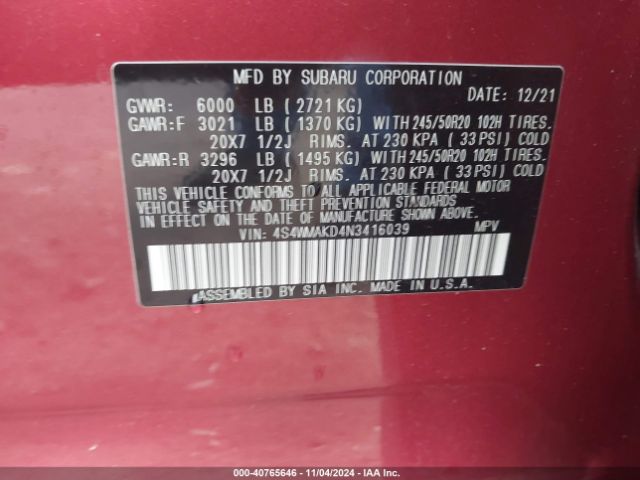 MFD BY SUBARU CORPORATION
DATE: 12/21
GVWR: 6000 LB ( 2721 KG)
GAWR:F 3021 LB ( 1370 KG) WITH 245/50R20 102H TIRES.
20X7 1/2J RIMS. AT 230 KPA ( 33 PSI) COLD
GAWR:R 3296 LB ( 1495 KG) WITH 245/50R20 102H TIRES.
20X7 1/2J RIMS. AT 230 KPA ( 33 PSI) COLD
THIS VEHICLE CONFORMS TO ALL APPLICABLE FEDERAL MOTOR
VEHICLE SAFETY AND THEFT PREVENTION STANDARDS
IN EFFECT ON THE DATE OF MANUFACTURE SHOWN ABOVE.
VIN: 4S4WMAKD4N3416039 MPV
ASSEMBLED BY SIA INC. MADE IN U.S.A.
000-40765646 - 11/04/2024 - IAA Inc.